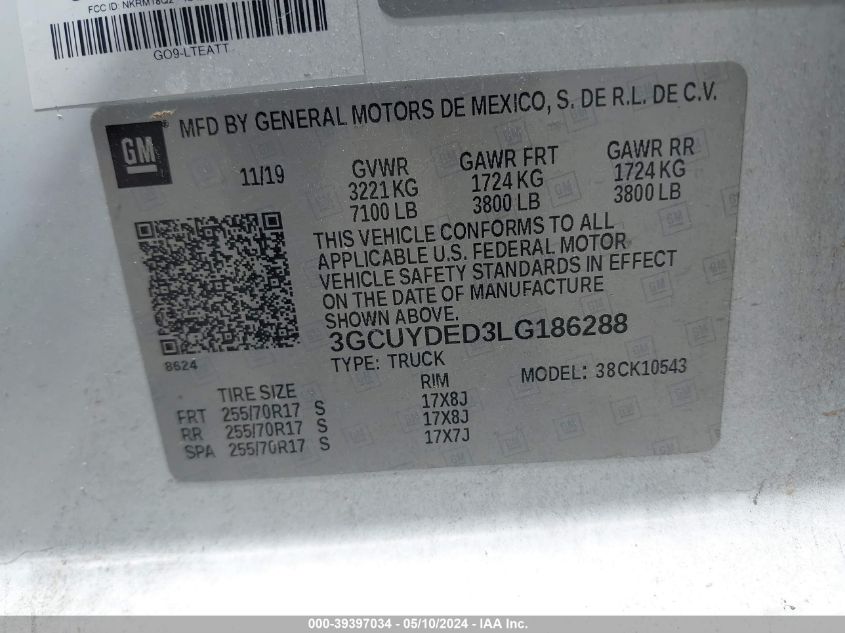 FCC ID: NKRM18Q2
GO9-LTEATT
GM
MFD BY GENERAL MOTORS DE MEXICO, S. DE R.L. DE C.V.
11/19
GVWR GAWR FRT GAWR RR
3221 KG 1724 KG 1724 KG
7100 LB 3800 LB 3800 LB
THIS VEHICLE CONFORMS TO ALL
APPLICABLE U.S. FEDERAL MOTOR
VEHICLE SAFETY STANDARDS IN EFFECT
ON THE DATE OF MANUFACTURE
SHOWN ABOVE.
3GCUYDED3LG186288
8624
TYPE: TRUCK MODEL: 38CK10543
TIRE SIZE RIM
FRT 255/70R17 S 17X8J
RR 255/70R17 S 17X8J
SPA 255/70R17 S 17X7J
000-39397034 - 05/10/2024 - IAA Inc.